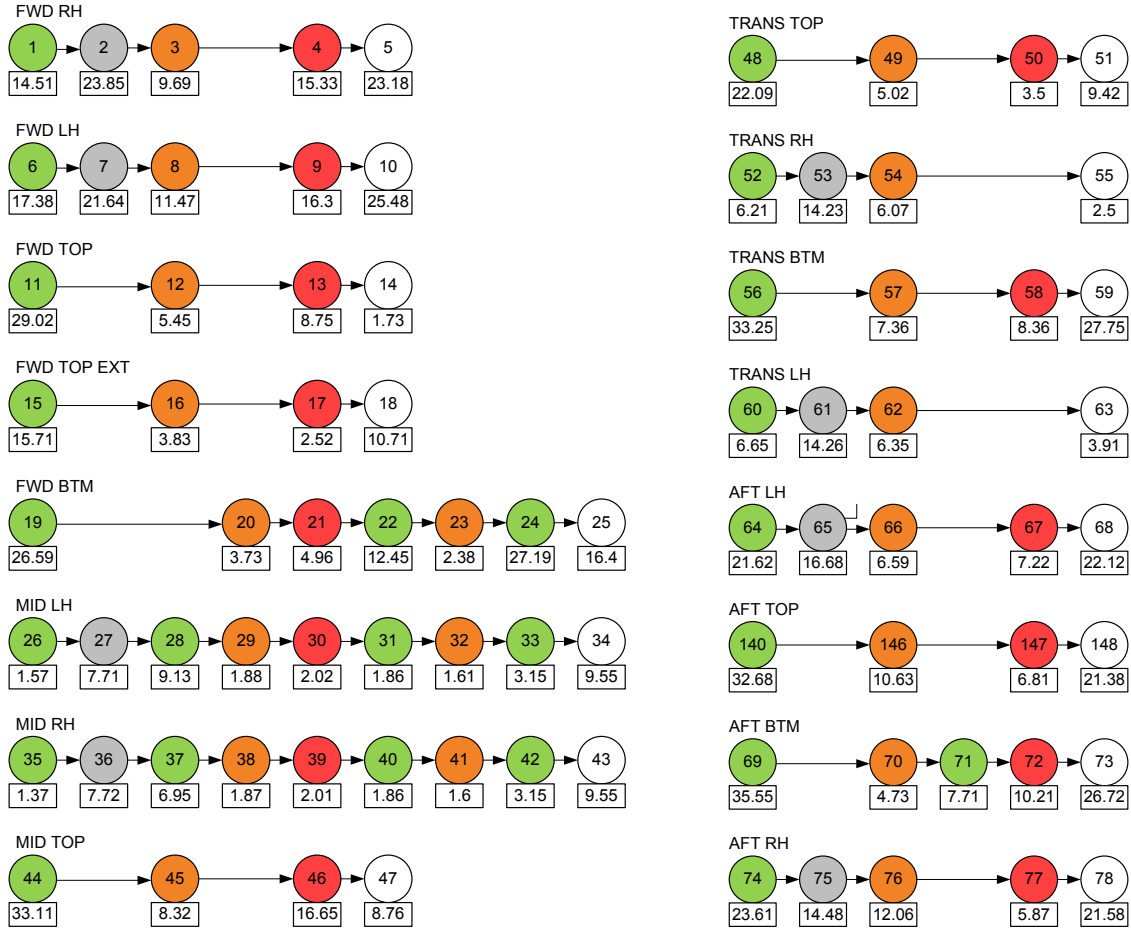 FWD RH
1 2 3 4 5
14.51 23.85 9.69 15.33 23.18
FWD LH
6 7 8 9 10
17.38 21.64 11.47 16.3 25.48
FWD TOP
11 12 13 14
29.02 5.45 8.75 1.73
FWD TOP EXT
15 16 17 18
15.71 3.83 2.52 10.71
FWD BTM
19 20 21 22 23 24 25
26.59 3.73 4.96 12.45 2.38 27.19 16.4
MID LH
26 27 28 29 30 31 32 33 34
1.57 7.71 9.13 1.88 2.02 1.86 1.61 3.15 9.55
MID RH
35 36 37 38 39 40 41 42 43
1.37 7.72 6.95 1.87 2.01 1.86 1.6 3.15 9.55
MID TOP
44 45 46 47
33.11 8.32 16.65 8.76
TRANS TOP
48 49 50 51
22.09 5.02 3.5 9.42
TRANS RH
52 53 54 55
6.21 14.23 6.07 2.5
TRANS BTM
56 57 58 59
33.25 7.36 8.36 27.75
TRANS LH
60 61 62 63
6.65 14.26 6.35 3.91
AFT LH
64 65 66 67 68
21.62 16.68 6.59 7.22 22.12
AFT TOP
140 146 147 148
32.68 10.63 6.81 21.38
AFT BTM
69 70 71 72 73
35.55 4.73 7.71 10.21 26.72
AFT RH
74 75 76 77 78
23.61 14.48 12.06 5.87 21.58